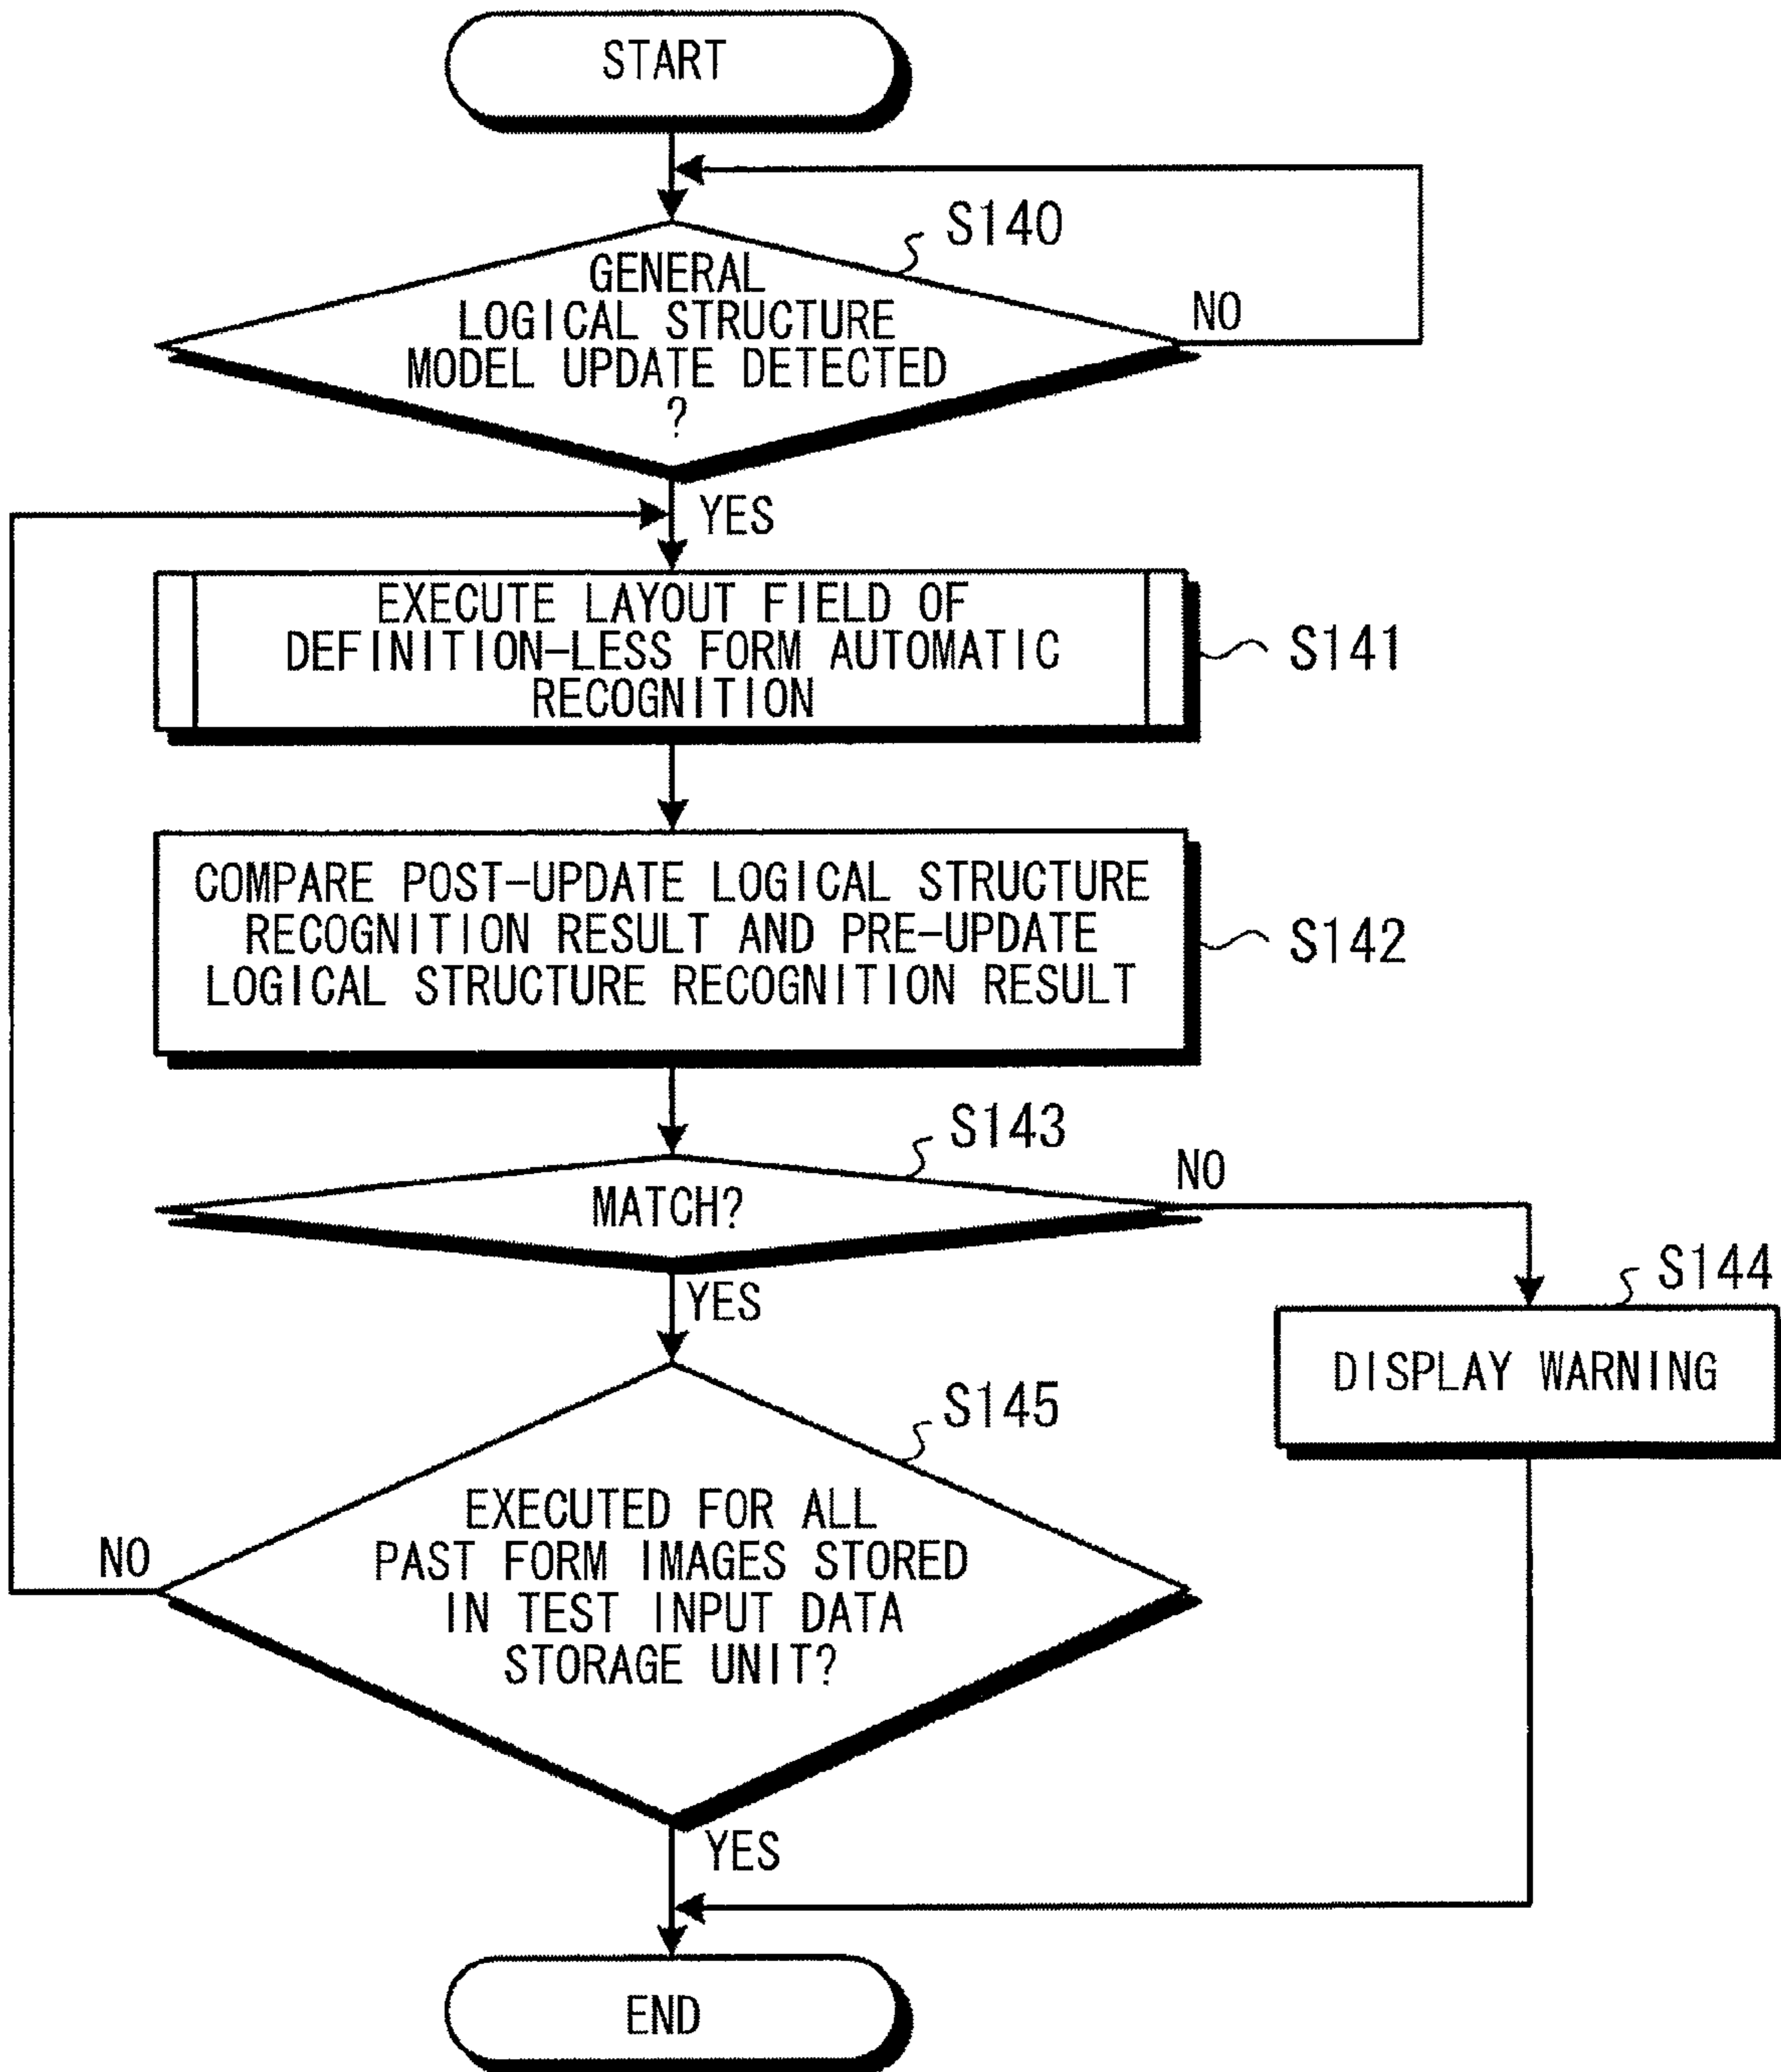 START
S140
GENERAL
LOGICAL STRUCTURE
MODEL UPDATE DETECTED
?
NO
YES
EXECUTE LAYOUT FIELD OF
DEFINITION-LESS FORM AUTOMATIC
RECOGNITION
S141
COMPARE POST-UPDATE LOGICAL STRUCTURE
RECOGNITION RESULT AND PRE-UPDATE
LOGICAL STRUCTURE RECOGNITION RESULT
S142
S143
MATCH?
NO
YES
S144
DISPLAY WARNING
S145
EXECUTED FOR ALL
PAST FORM IMAGES STORED
IN TEST INPUT DATA
STORAGE UNIT?
NO
YES
END